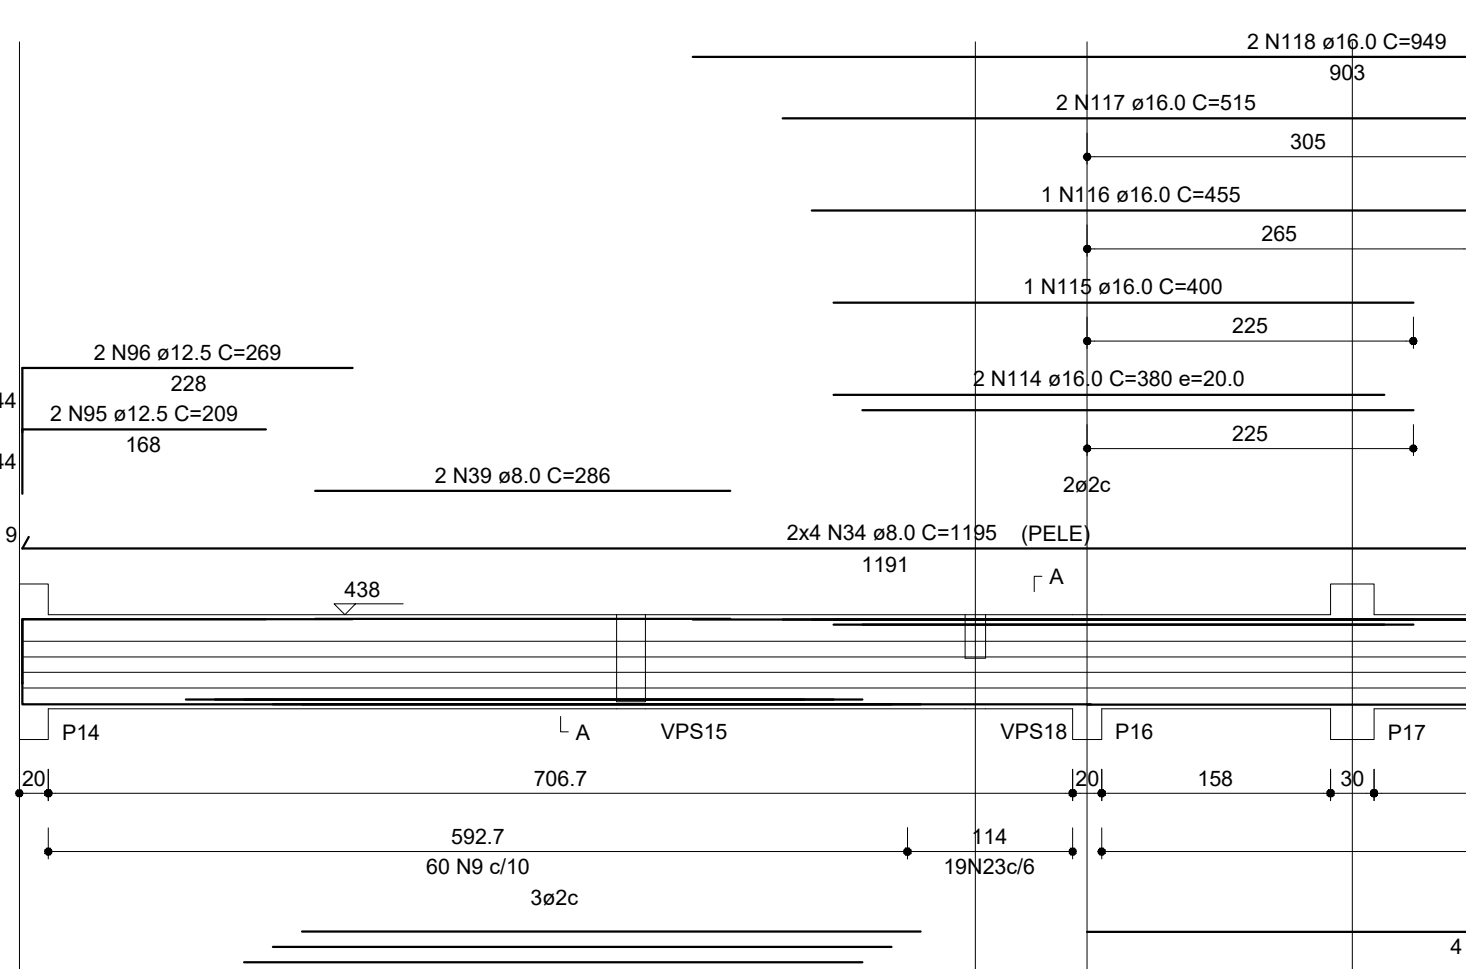 2 N118 ø16.0 C=949
903
2 N117 ø16.0 C=515
305
1 N116 ø16.0 C=455
265
1 N115 ø16.0 C=400
225
2 N96 ø12.5 C=269
228
2 N114 ø16.0 C=380 e=20.0
44
2 N95 ø12.5 C=209
168
225
44
2 N39 ø8.0 C=286
2ø2c
9
2x4 N34 ø8.0 C=1195 (PELE)
1191
A
438
P14
A
VPS15
VPS18
P16
P17
20
706.7
20
158
30
592.7
114
60 N9 c/10
19N23c/6
3ø2c
4